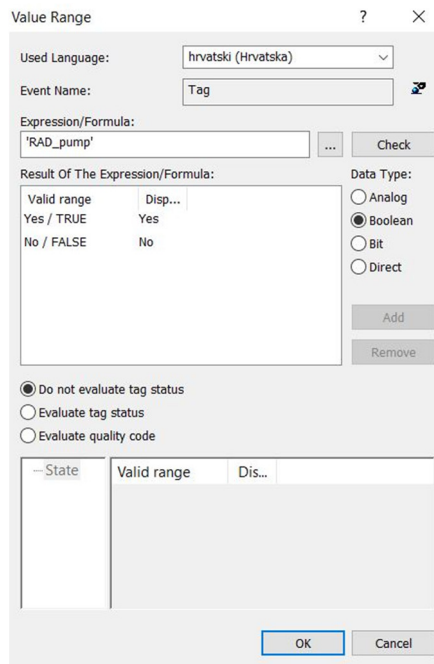 Value Range ? X
Used Language: hrvatski (Hrvatska)
Event Name: Tag
Expression/Formula:
'RAD_pump' ... Check
Result Of The Expression/Formula: Data Type:
Valid range Disp... Analog
Yes / TRUE Yes Boolean
No / FALSE No Bit
Direct
Add
Remove
Do not evaluate tag status
Evaluate tag status
Evaluate quality code
State Valid range Dis...
OK Cancel